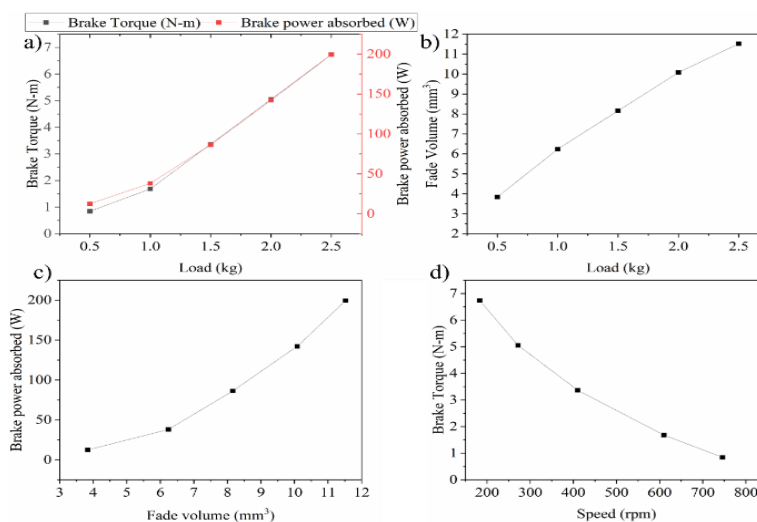 Brake Torque (N-m) Brake power absorbed (W)
a)
7
6
5
4
3
2
1
0
Brake Torque (N-m)
200
150
100
50
0
Brake power absorbed (W)
0.5 1.0 1.5 2.0 2.5
Load (kg)
b)
12
11
10
9
8
7
6
5
4
3
2
Fade Volume (mm³)
0.5 1.0 1.5 2.0 2.5
Load (kg)
c)
200
150
100
50
0
Brake power absorbed (W)
3 4 5 6 7 8 9 10 11 12
Fade volume (mm³)
d)
7
6
5
4
3
2
1
0
Brake Torque (N-m)
200 300 400 500 600 700 800
Speed (rpm)